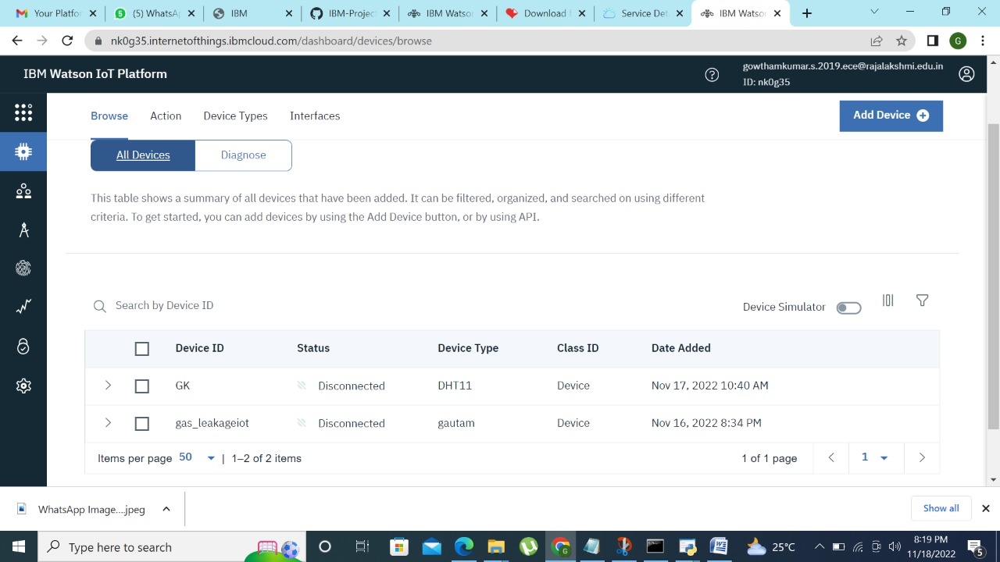 Your Platfor
(5) WhatsA
IBM
IBM-Project
IBM Watson
Download f
Service Det
IBM Watso
nk0g35.internetofthings.ibmcloud.com/dashboard/devices/browse
G
IBM Watson IoT Platform
gowthamkumar.s.2019.ece@rajalakshmi.edu.in
ID: nk0g35
Browse
Action
Device Types
Interfaces
Add Device
All Devices
Diagnose
This table shows a summary of all devices that have been added. It can be filtered, organized, and searched on using different
criteria. To get started, you can add devices by using the Add Device button, or by using API.
Search by Device ID
Device Simulator
Device ID Status Device Type Class ID Date Added
GK Disconnected DHT11 Device Nov 17, 2022 10:40 AM
gas_leakageiot Disconnected gautam Device Nov 16, 2022 8:34 PM
Items per page 50 | 1–2 of 2 items 1 of 1 page 1
WhatsApp Image....jpeg
Show all
Type here to search
25°C
8:19 PM
11/18/2022
5